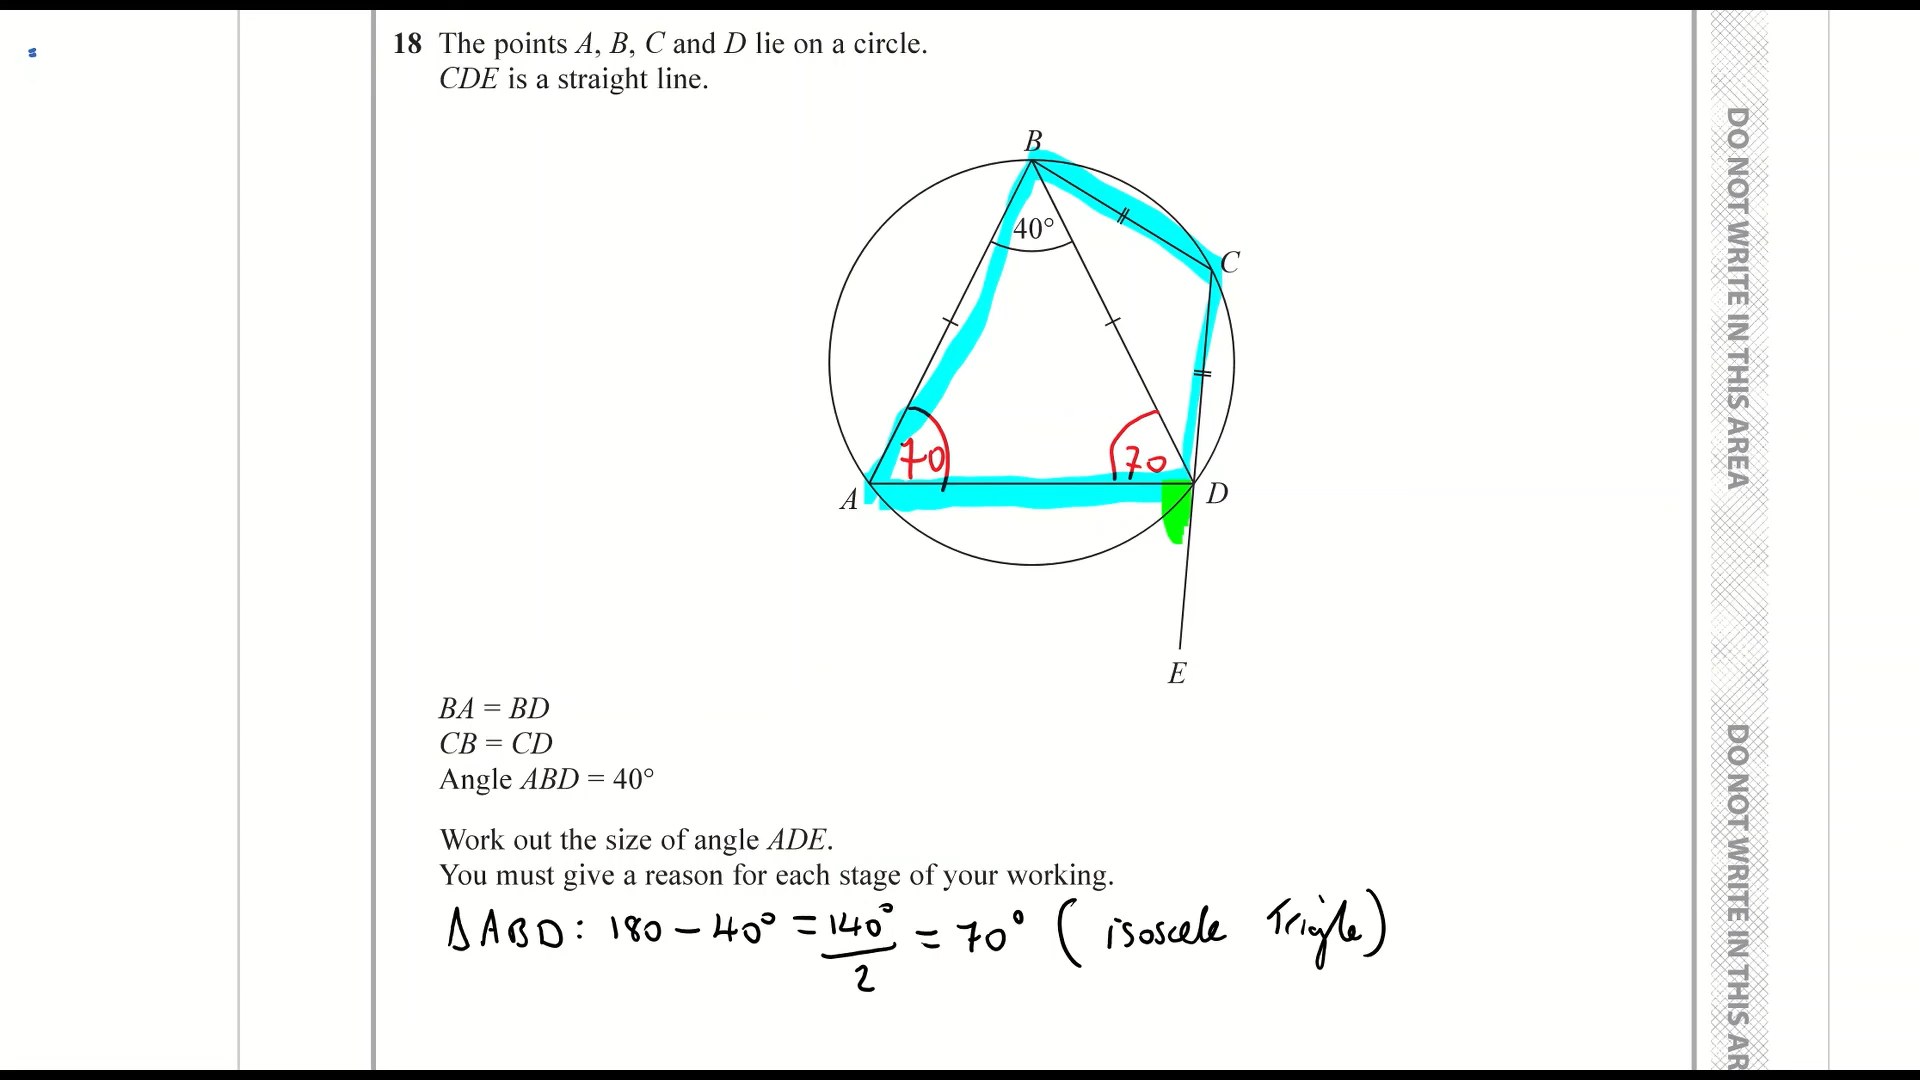 18 The points A, B, C and D lie on a circle.
CDE is a straight line.
B
40°
C
70
70
A
D
E
BA = BD
CB = CD
Angle ABD = 40°
Work out the size of angle ADE.
You must give a reason for each stage of your working.
ΔABD: 180 – 40° = 140°/2 = 70° (isoscele Trigle)
DO NOT WRITE IN THIS AREA
DO NOT WRITE IN THIS AR